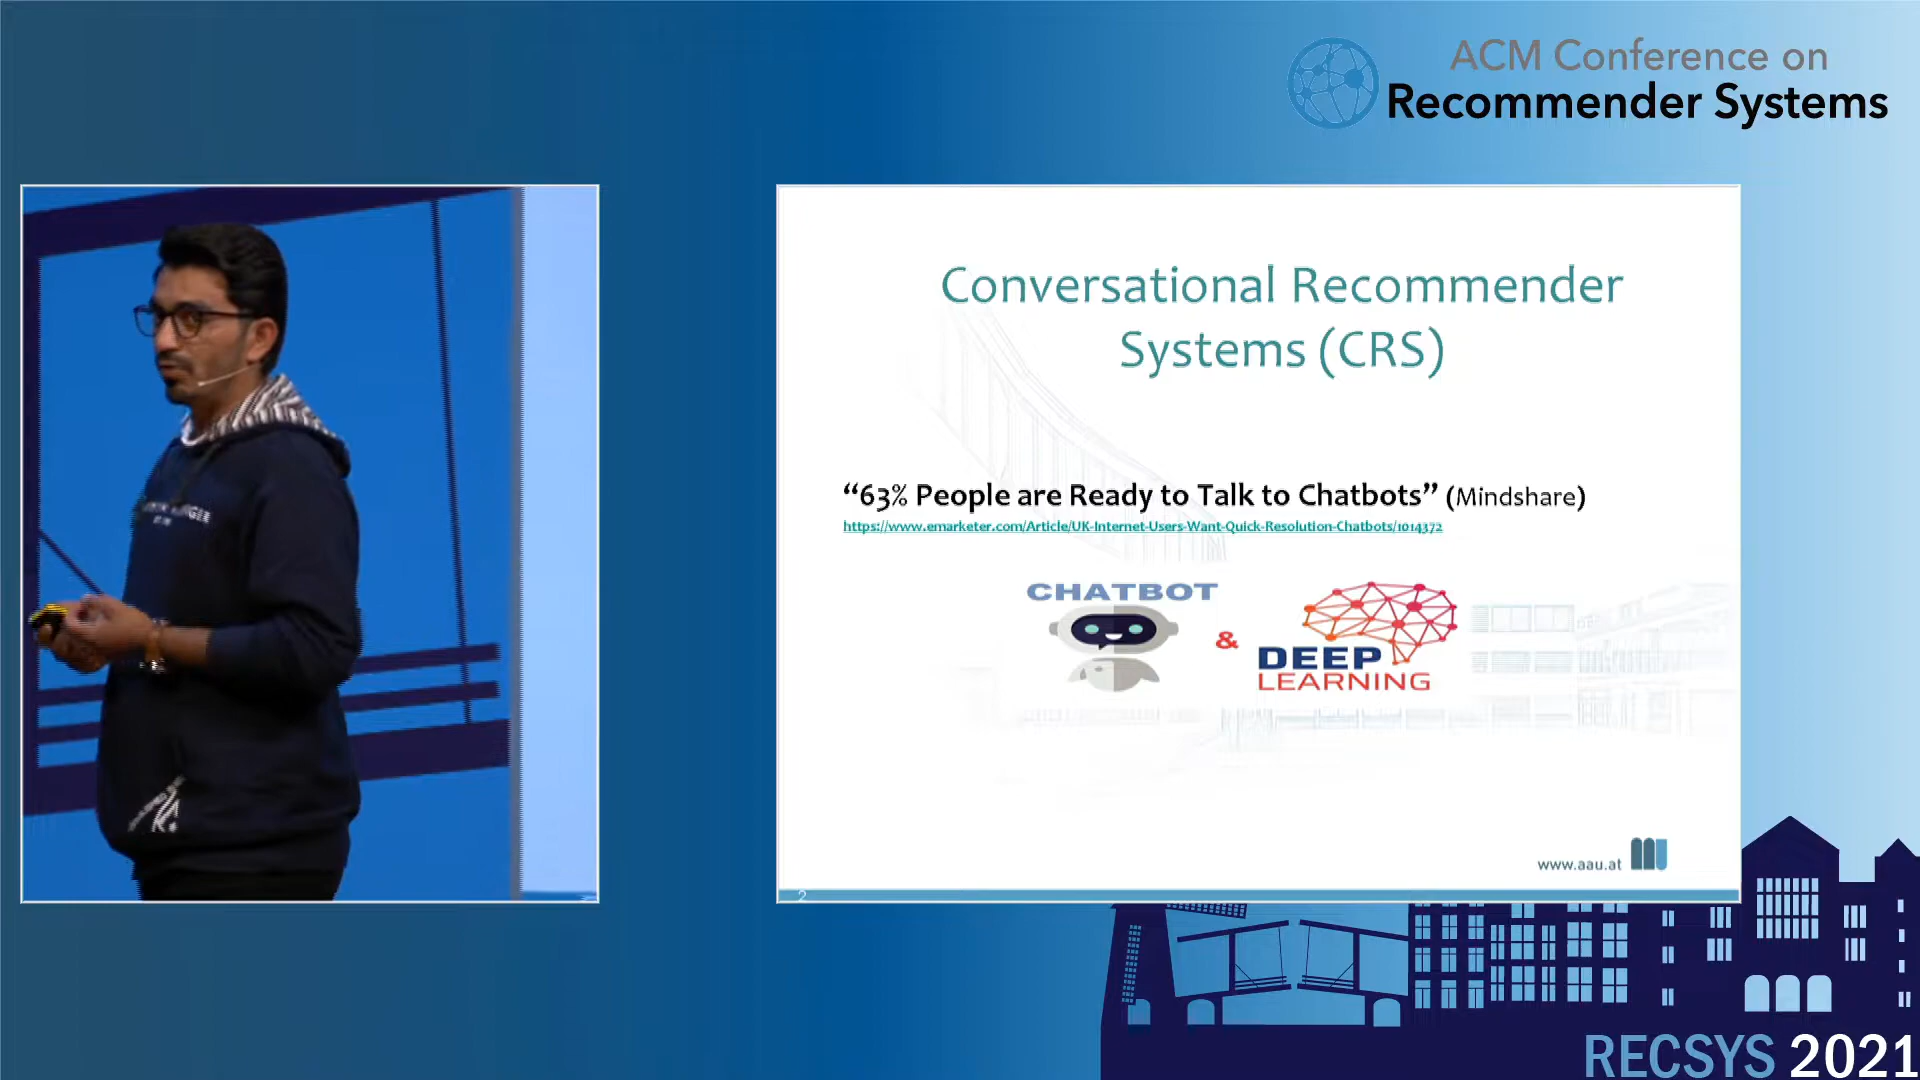 ACM Conference on
Recommender Systems
Conversational Recommender
Systems (CRS)
“63% People are Ready to Talk to Chatbots” (Mindshare)
https://www.emarketer.com/Article/UK-Internet-Users-Want-Quick-Resolution-Chatbots/1014372
CHATBOT
&
DEEP
LEARNING
www.aau.at
2
RECSYS 2021